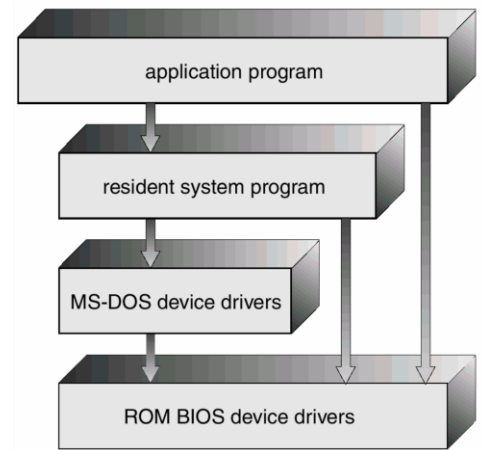 application program
resident system program
MS-DOS device drivers
ROM BIOS device drivers